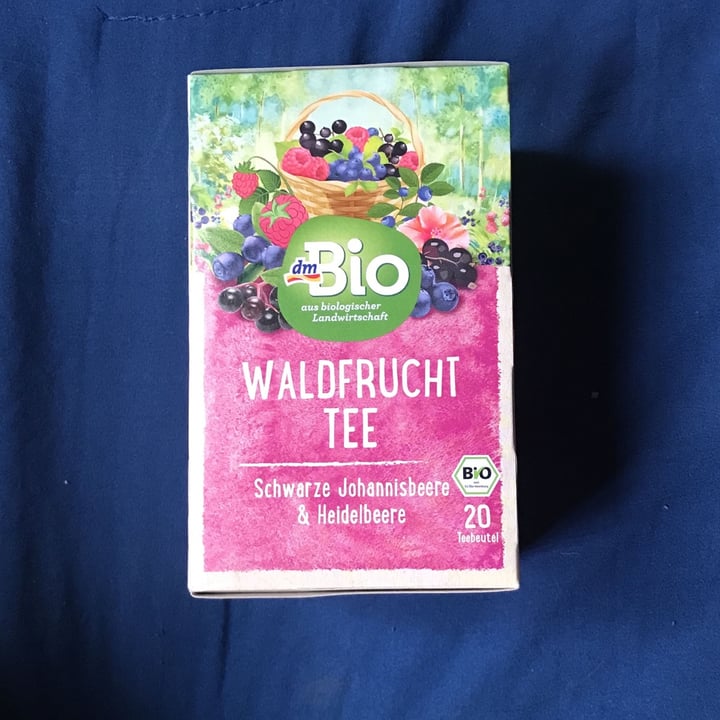 dm
Bio
aus biologischer
Landwirtschaft
WALDFRUCHT
TEE
Schwarze Johannisbeere
& Heidelbeere
BIO
20
Teebeutel